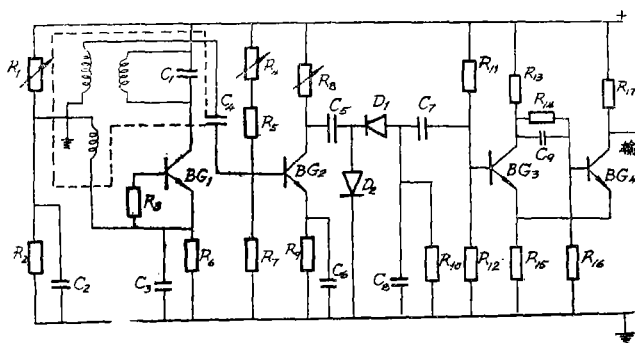 +
R1
C1
C4
R4
R8
R5
C5
D1
C7
R11
R13
R14
C9
R17
输
BG1
BG2
BG3
BG4
R3
D2
R2
C2
C3
R6
R7
R9
C6
C8
R10
R12
R15
R16